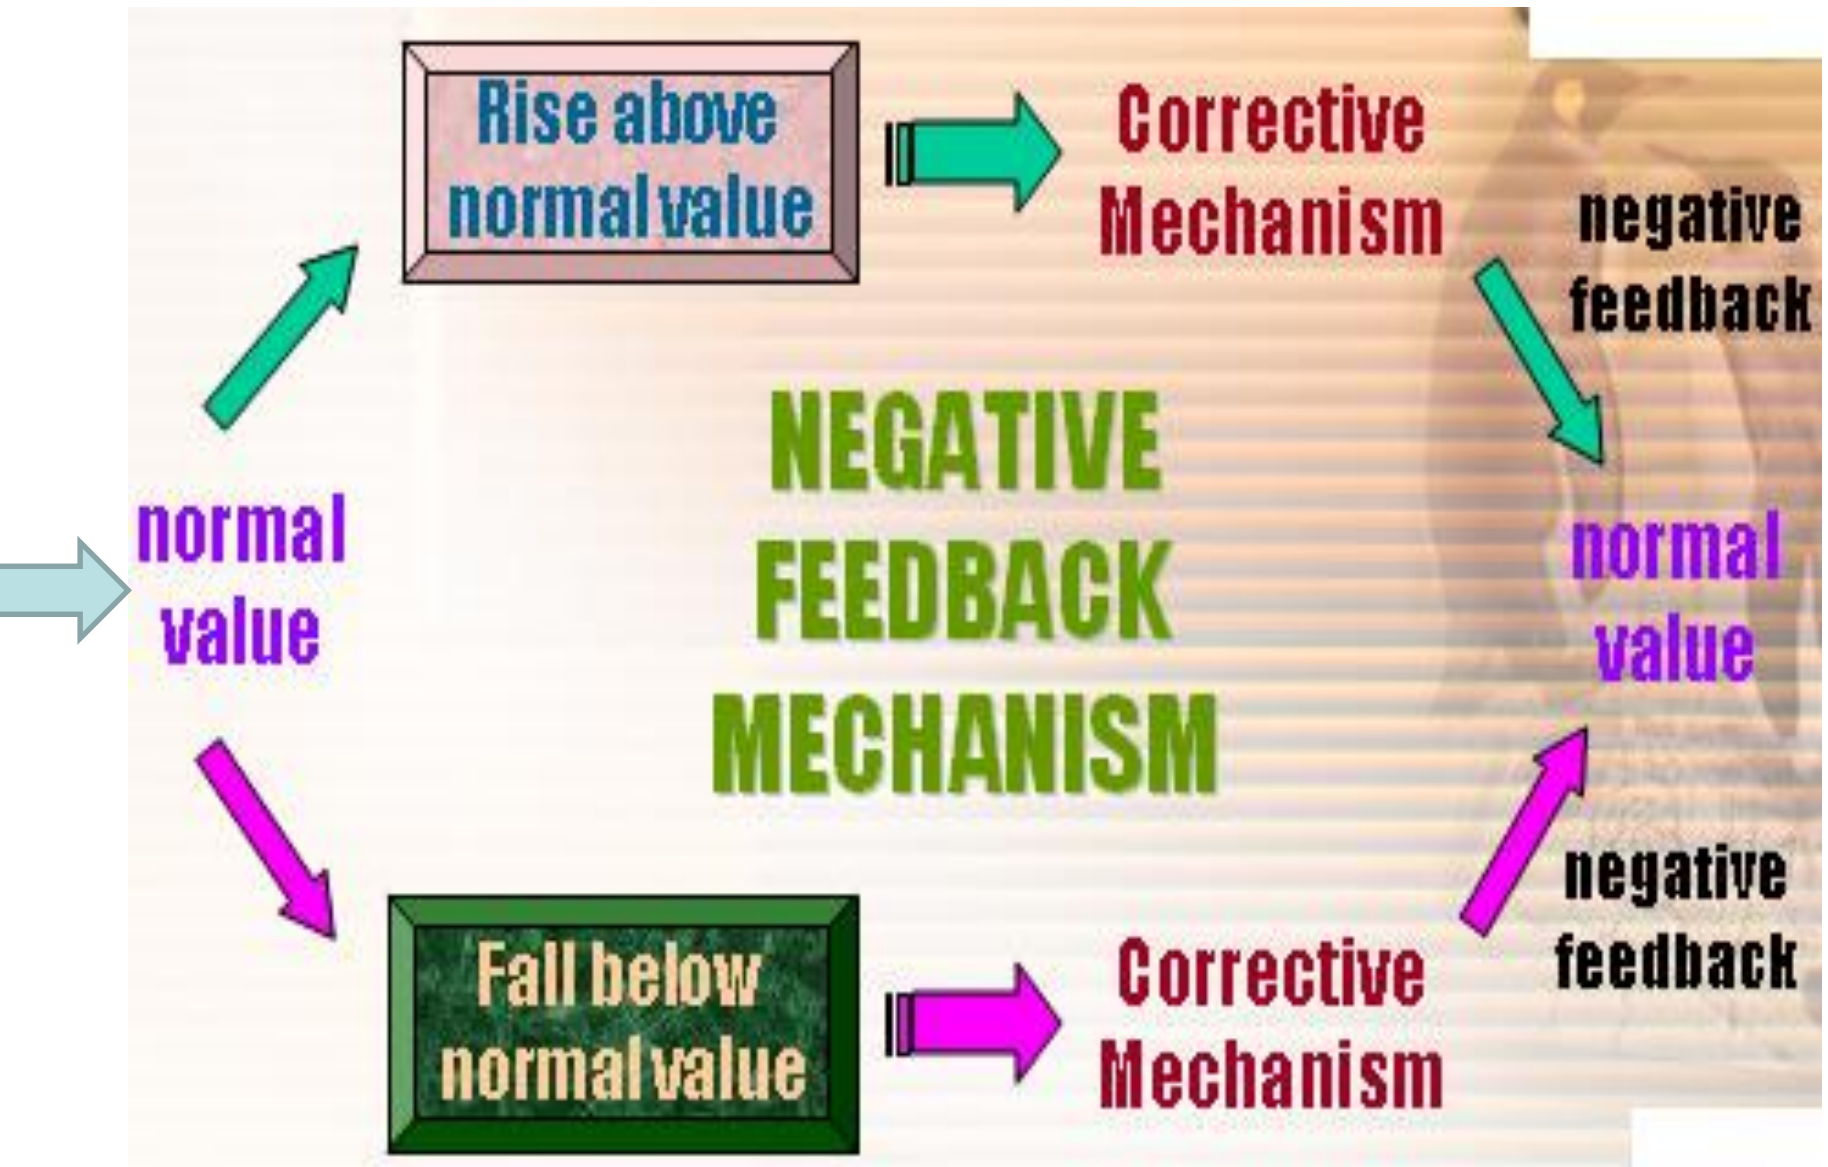 Rise above
normal value
Corrective
Mechanism
negative
feedback
normal
value
NEGATIVE
FEEDBACK
MECHANISM
normal
value
Fall below
normal value
Corrective
Mechanism
negative
feedback